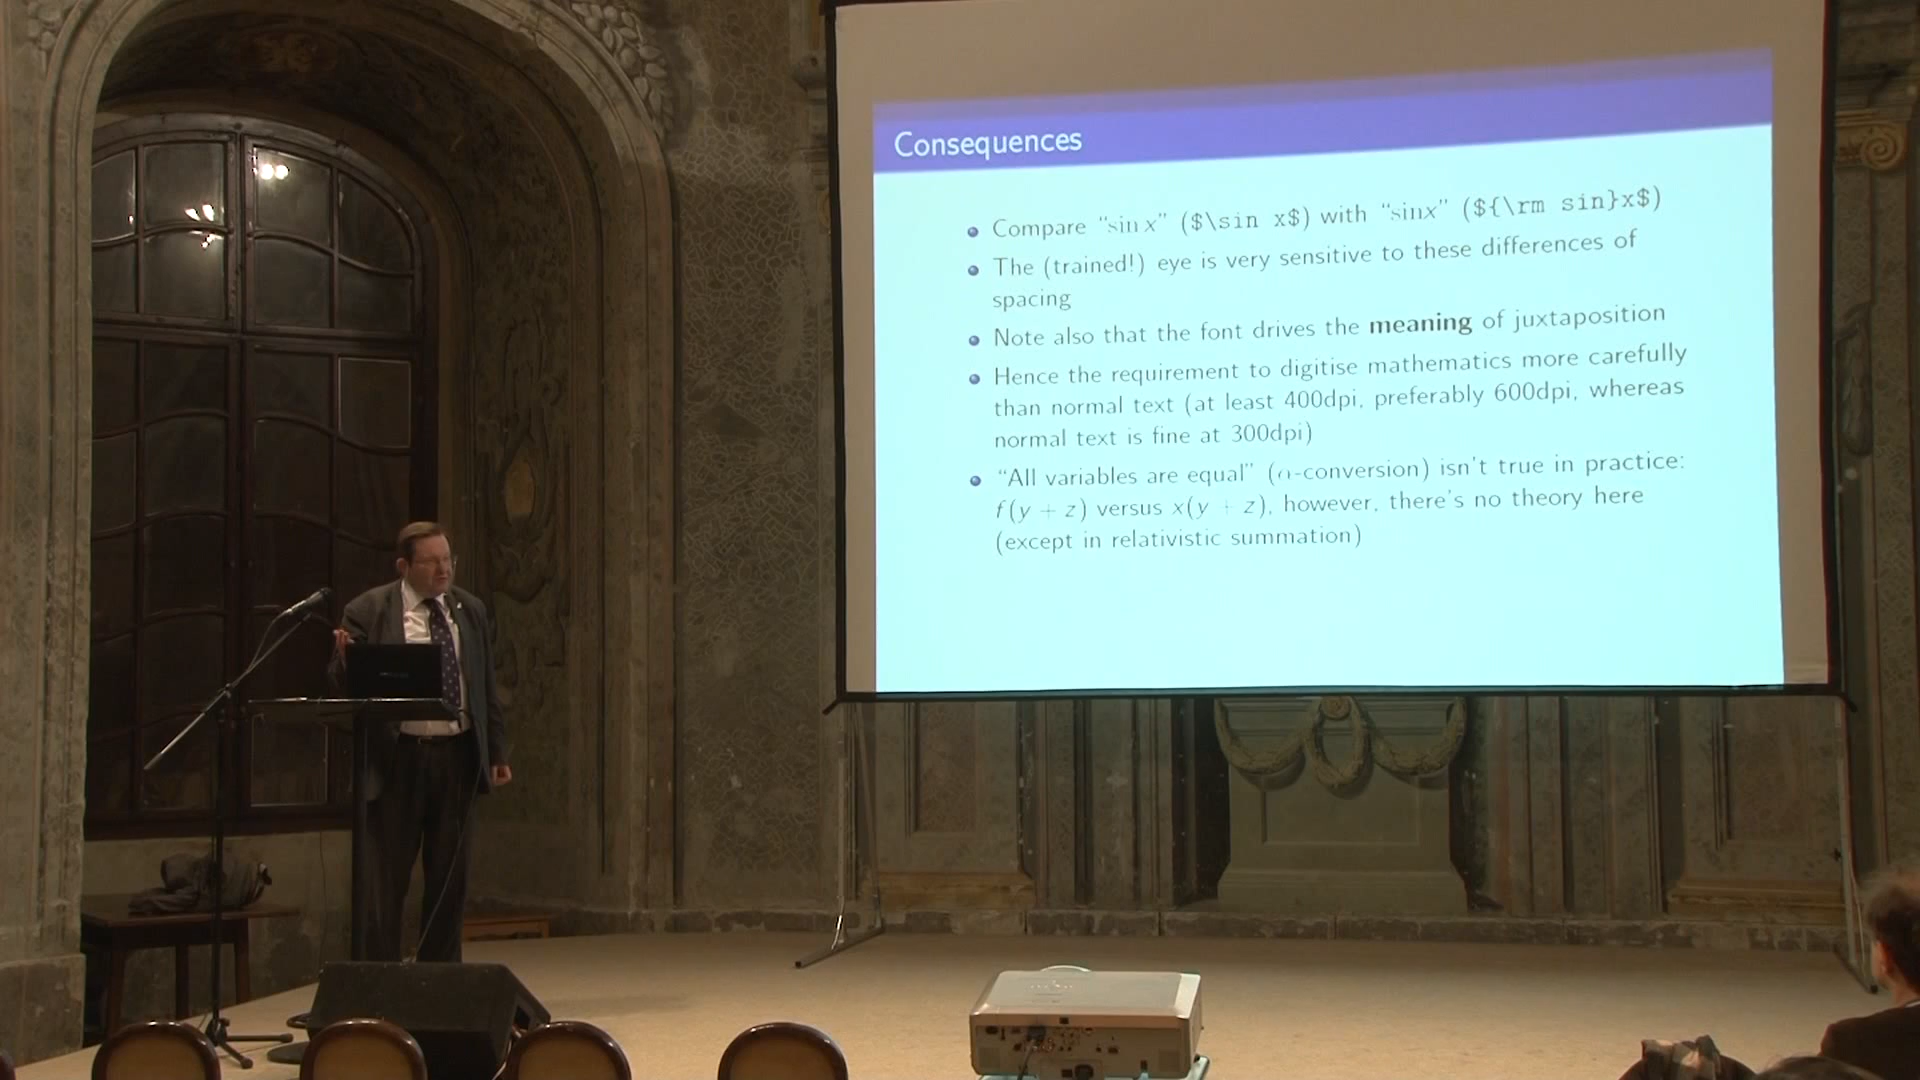 Consequences
Compare “sin x” ($\sin x$) with “sinx” (${\rm sin}x$)
The (trained!) eye is very sensitive to these differences of
spacing
Note also that the font drives the meaning of juxtaposition
Hence the requirement to digitise mathematics more carefully
than normal text (at least 400dpi, preferably 600dpi, whereas
normal text is fine at 300dpi)
“All variables are equal” (α-conversion) isn't true in practice:
f(y + z) versus x(y + z), however, there's no theory here
(except in relativistic summation)